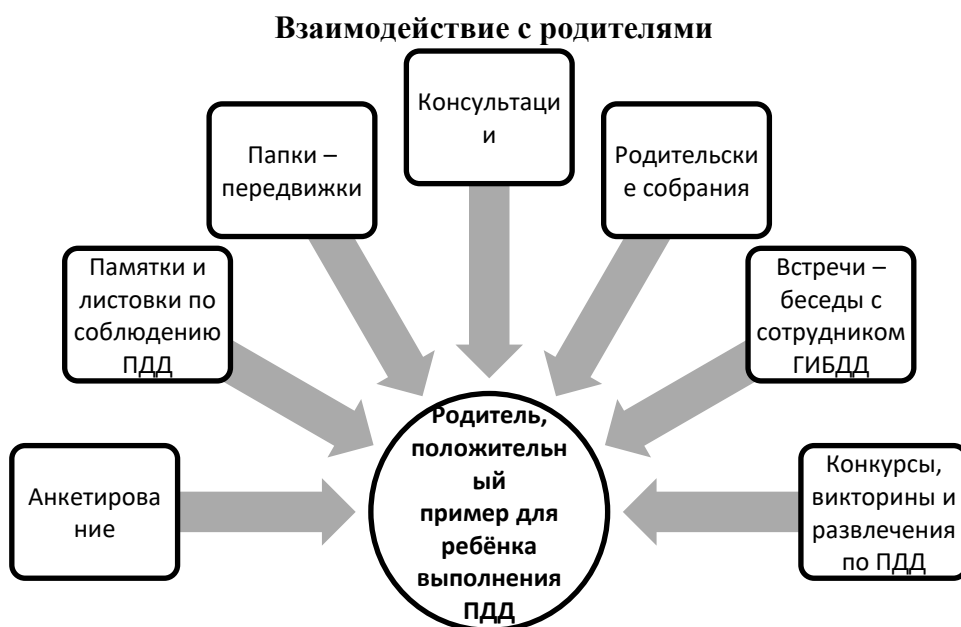 Взаимодействие с родителями
Консультаци
и
Папки –
передвижки
Родительски
е собрания
Памятки и
листовки по
соблюдению
ПДД
Встречи –
беседы с
сотрудником
ГИБДД
Анкетирова
ние
Родитель,
положительн
ый
пример для
ребёнка
выполнения
ПДД
Конкурсы,
викторины и
развлечения
по ПДД